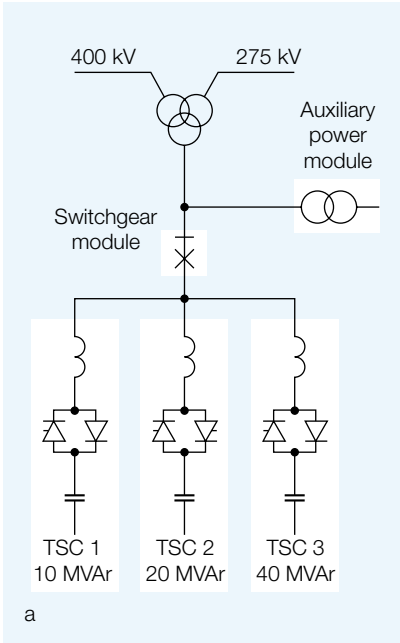 400 kV
275 kV
Auxiliary
power
module
Switchgear
module
TSC 1
10 MVAr
TSC 2
20 MVAr
TSC 3
40 MVAr
a